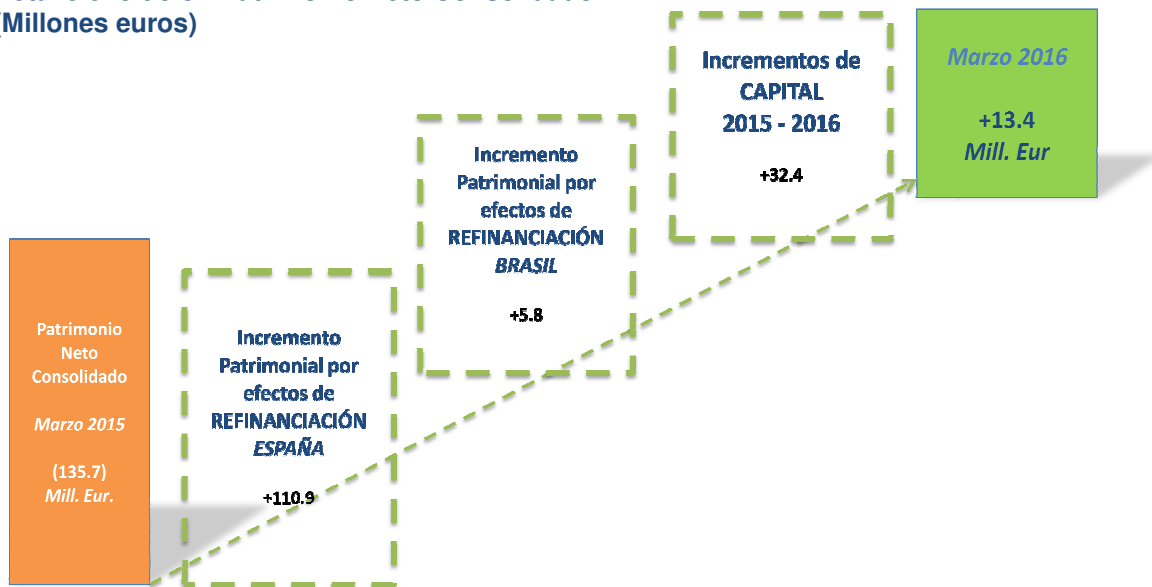 (Millones euros)
Patrimonio
Neto
Consolidado
Marzo 2015
(135.7)
Mill. Eur.
Incremento
Patrimonial por
efectos de
REFINANCIACIÓN
ESPAÑA
+110.9
Incremento
Patrimonial por
efectos de
REFINANCIACIÓN
BRASIL
+5.8
Incrementos de
CAPITAL
2015 - 2016
+32.4
Marzo 2016
+13.4
Mill. Eur